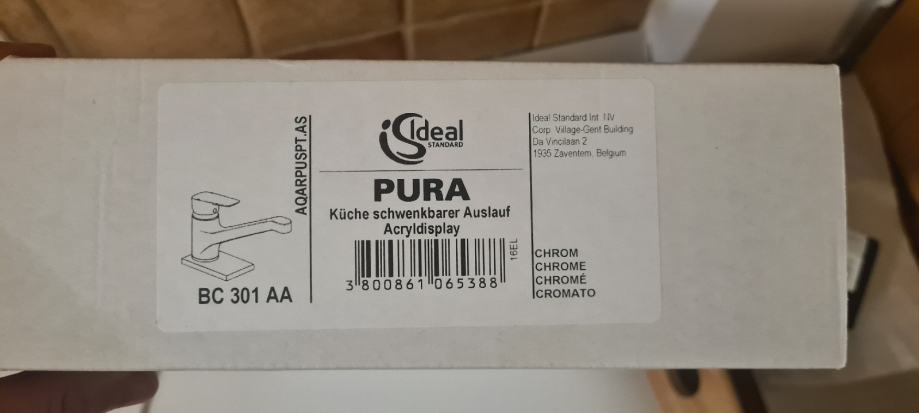 AQARPUSPT.AS
BC 301 AA
Ideal
STANDARD
PURA
Küche schwenkbarer Auslauf
Acryldisplay
16EL
3 800861 065388
Ideal Standard Int. NV
Corp. Village-Gent Building
Da Vincilaan 2
1935 Zaventem, Belgium
CHROM
CHROME
CHROMÉ
CROMATO